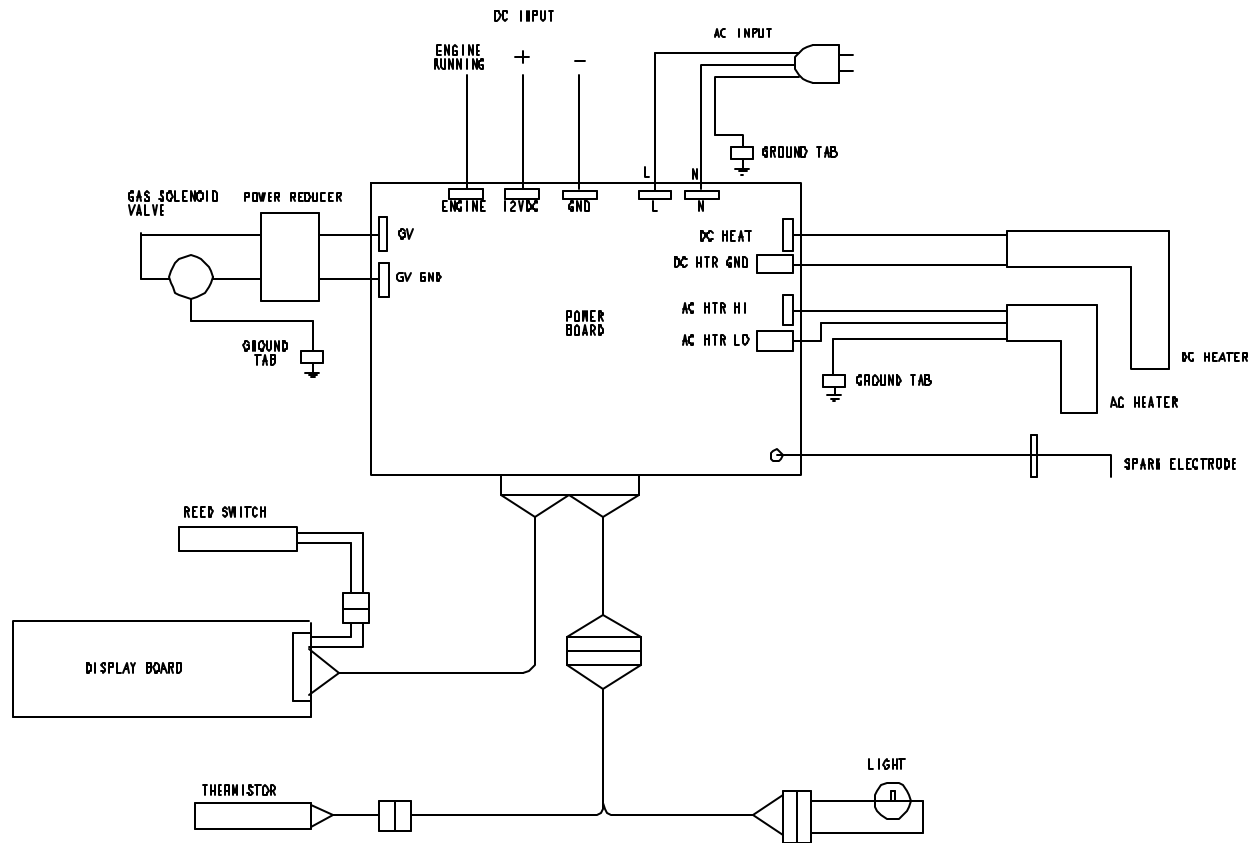 DC INPUT
AC INPUT
ENGINE
RUNNING
+
−
GROUND TAB
L
N
GAS SOLENOID
VALVE
POWER REDUCER
ENGINE
12VDC
GND
L
N
GV
DC HEAT
DC HTR GND
GV GND
AC HTR HI
POWER
BOARD
AC HTR LO
GROUND
TAB
DC HEATER
GROUND TAB
AC HEATER
SPARK ELECTRODE
REED SWITCH
DISPLAY BOARD
LIGHT
THERMISTOR